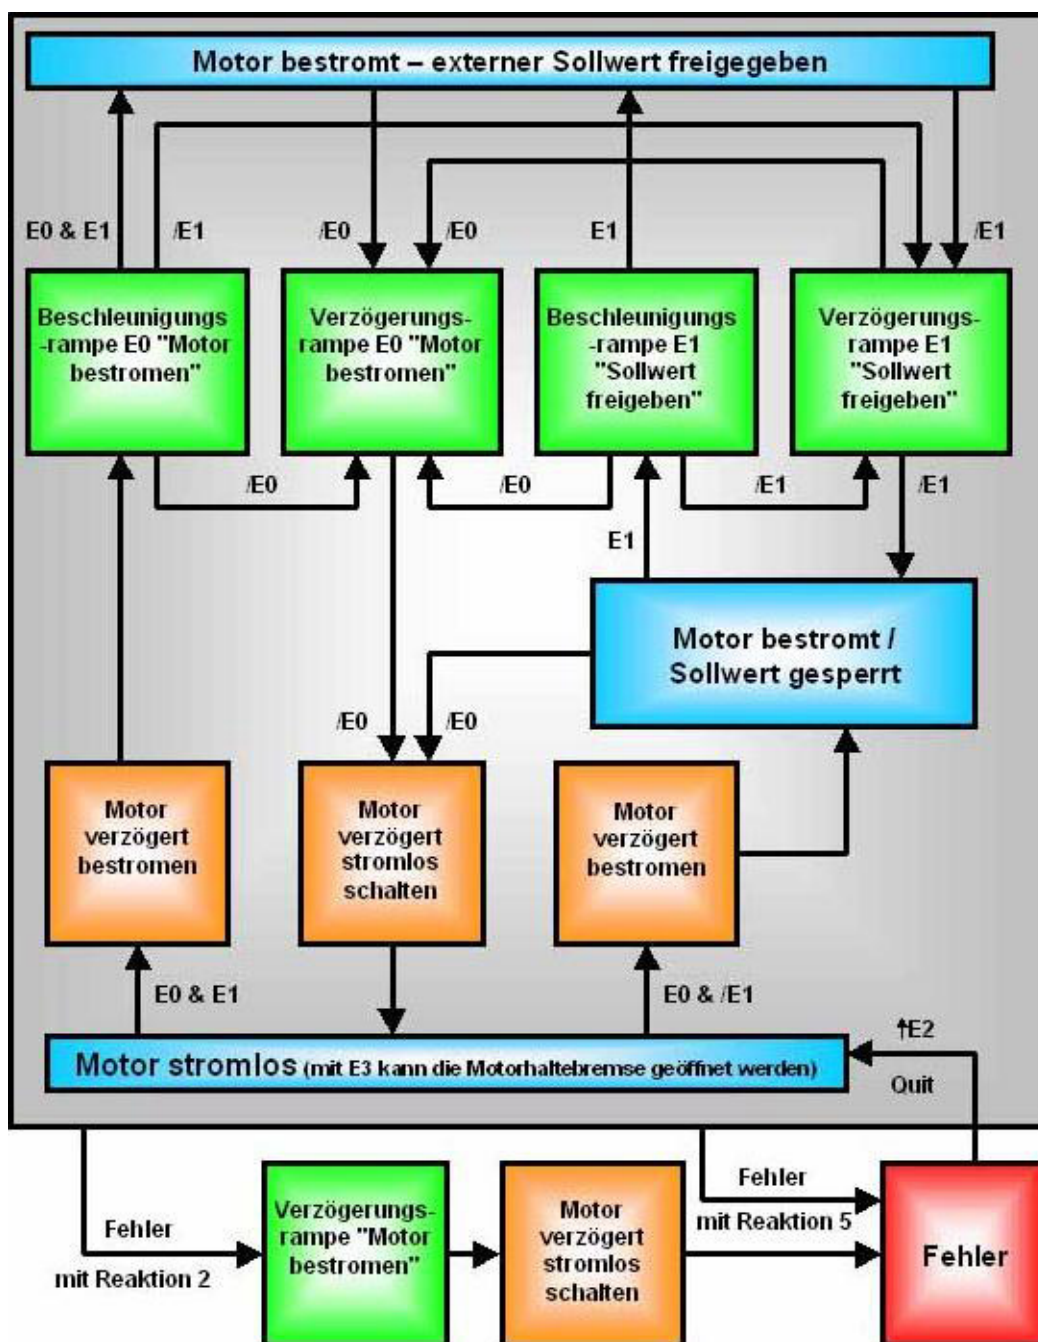 Motor bestromt – externer Sollwert freigegeben
E0 & E1
/E1
/E0
/E0
E1
/E1
Beschleunigungs
-rampe E0 "Motor
bestromen"
Verzögerungs-
rampe E0 "Motor
bestromen"
Beschleunigungs
-rampe E1
"Sollwert
freigeben"
Verzögerungs-
rampe E1
"Sollwert
freigeben"
/E0
/E0
/E1
/E1
E1
Motor bestromt /
Sollwert gesperrt
/E0
/E0
Motor
verzögert
bestromen
Motor
verzögert
stromlos
schalten
Motor
verzögert
bestromen
E0 & E1
E0 & /E1
↑E2
Motor stromlos (mit E3 kann die Motorhaltebremse geöffnet werden)
Quit
Fehler
mit Reaktion 2
Verzögerungs-
rampe "Motor
bestromen"
Motor
verzögert
stromlos
schalten
Fehler
mit Reaktion 5
Fehler